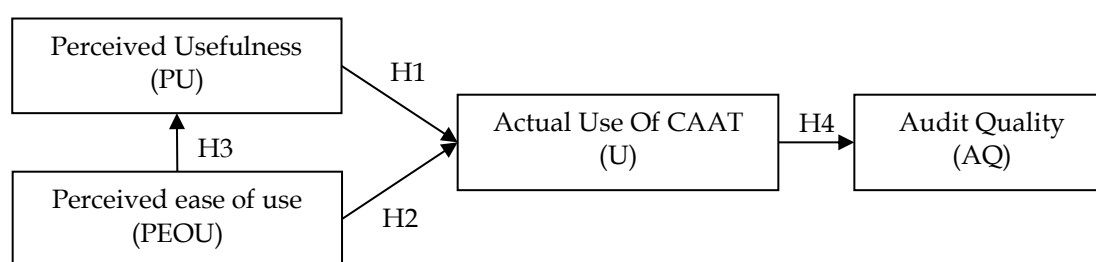 Perceived Usefulness
(PU)
H1
Actual Use Of CAAT
(U)
H4
Audit Quality
(AQ)
H3
Perceived ease of use
(PEOU)
H2